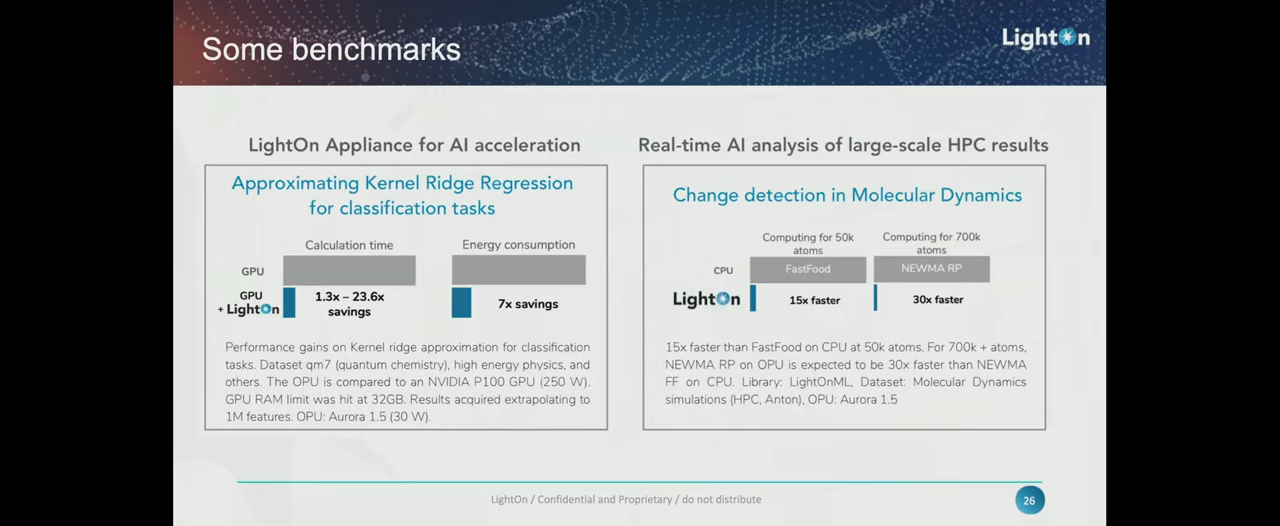 Some benchmarks
LightOn
LightOn Appliance for AI acceleration
Approximating Kernel Ridge Regression
for classification tasks
Calculation time
Energy consumption
GPU
GPU
+ LightOn
1.3x – 23.6x
savings
7x savings
Performance gains on Kernel ridge approximation for classification
tasks. Dataset qm7 (quantum chemistry), high energy physics, and
others. The OPU is compared to an NVIDIA P100 GPU (250 W).
GPU RAM limit was hit at 32GB. Results acquired extrapolating to
1M features. OPU: Aurora 1.5 (30 W).
Real-time AI analysis of large-scale HPC results
Change detection in Molecular Dynamics
Computing for 50k
atoms
Computing for 700k
atoms
CPU
FastFood
NEWMA RP
LightOn
15x faster
30x faster
15x faster than FastFood on CPU at 50k atoms. For 700k + atoms,
NEWMA RP on OPU is expected to be 30x faster than NEWMA
FF on CPU. Library: LightOnML, Dataset: Molecular Dynamics
simulations (HPC, Anton), OPU: Aurora 1.5
LightOn / Confidential and Proprietary / do not distribute
26